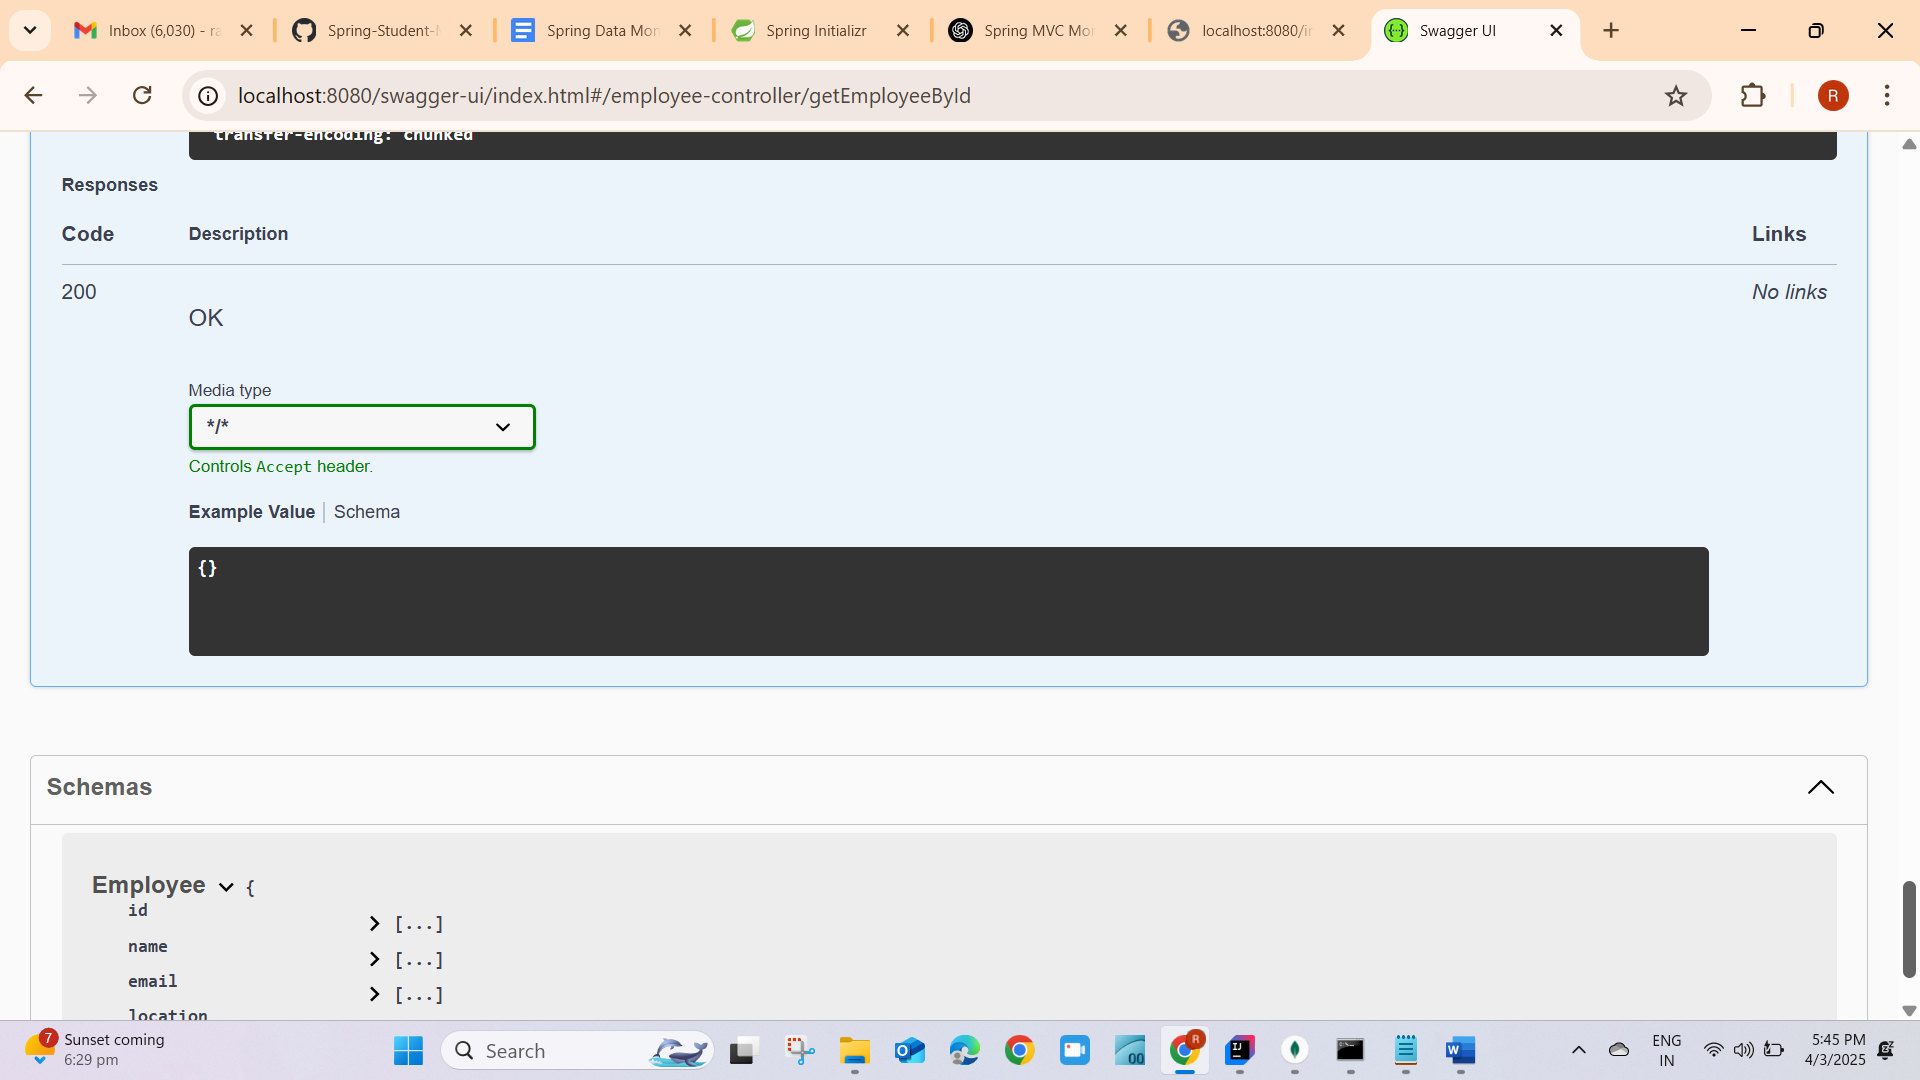 Inbox (6,030) - ra
Spring-Student-M
Spring Data Mon
Spring Initializr
Spring MVC Mon
localhost:8080/in
Swagger UI
localhost:8080/swagger-ui/index.html#/employee-controller/getEmployeeById
R
transfer-encoding: chunked
Responses
Code Description Links
200 No links
OK
Media type
*/*
Controls Accept header.
Example Value Schema
{}
Schemas
Employee {
id [...]
name [...]
email [...]
location
7 Sunset coming
6:29 pm
Search
ENG
IN
5:45 PM
4/3/2025